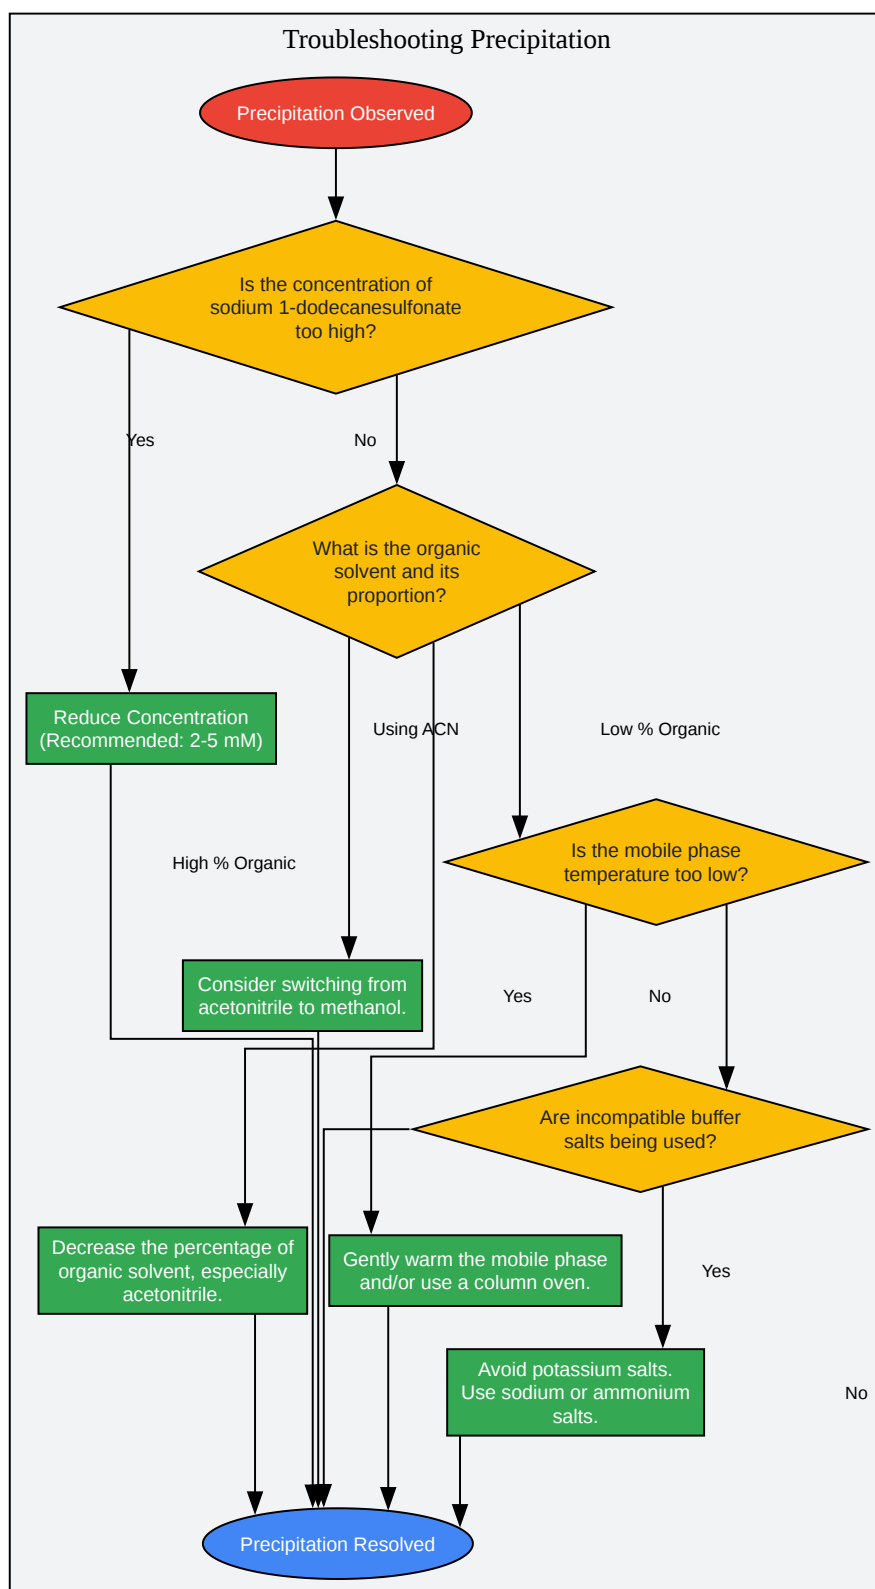 Troubleshooting Precipitation
Precipitation Observed
Is the concentration of
sodium 1-dodecanesulfonate
too high?
Yes
No
What is the organic
solvent and its
proportion?
Reduce Concentration
(Recommended: 2-5 mM)
Using ACN
Low % Organic
High % Organic
Is the mobile phase
temperature too low?
Consider switching from
acetonitrile to methanol.
Yes
No
Are incompatible buffer
salts being used?
Decrease the percentage of
organic solvent, especially
acetonitrile.
Gently warm the mobile phase
and/or use a column oven.
Yes
Avoid potassium salts.
Use sodium or ammonium
salts.
No
Precipitation Resolved